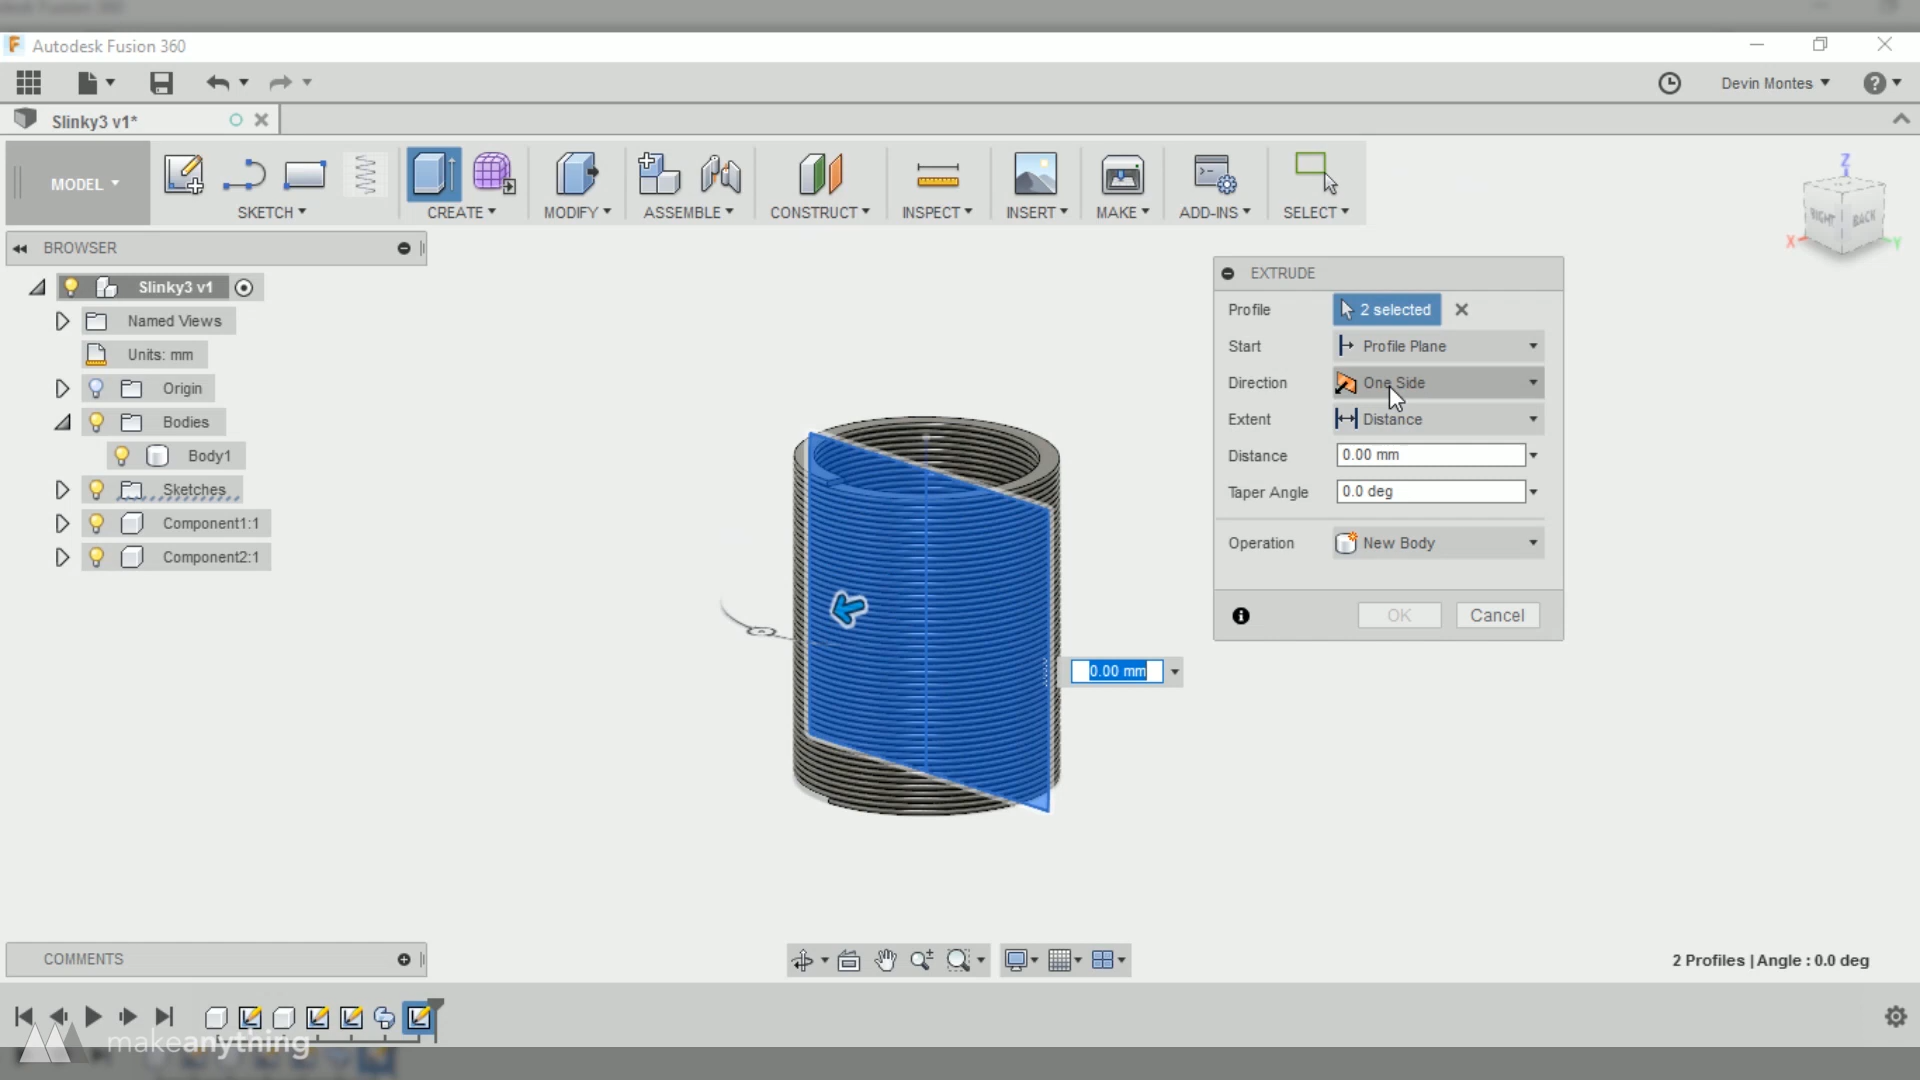 Autodesk Fusion 360
Devin Montes
Slinky3 v1*
MODEL
SKETCH
CREATE
MODIFY
ASSEMBLE
CONSTRUCT
INSPECT
INSERT
MAKE
ADD-INS
SELECT
Z
RIGHT
BACK
X
Y
BROWSER
Slinky3 v1
Named Views
Units: mm
Origin
Bodies
Body1
Sketches
Component1:1
Component2:1
EXTRUDE
Profile
2 selected
Start
Profile Plane
Direction
One Side
Extent
Distance
Distance
0.00 mm
Taper Angle
0.0 deg
Operation
New Body
OK
Cancel
0.00 mm
COMMENTS
2 Profiles | Angle : 0.0 deg
makeanything